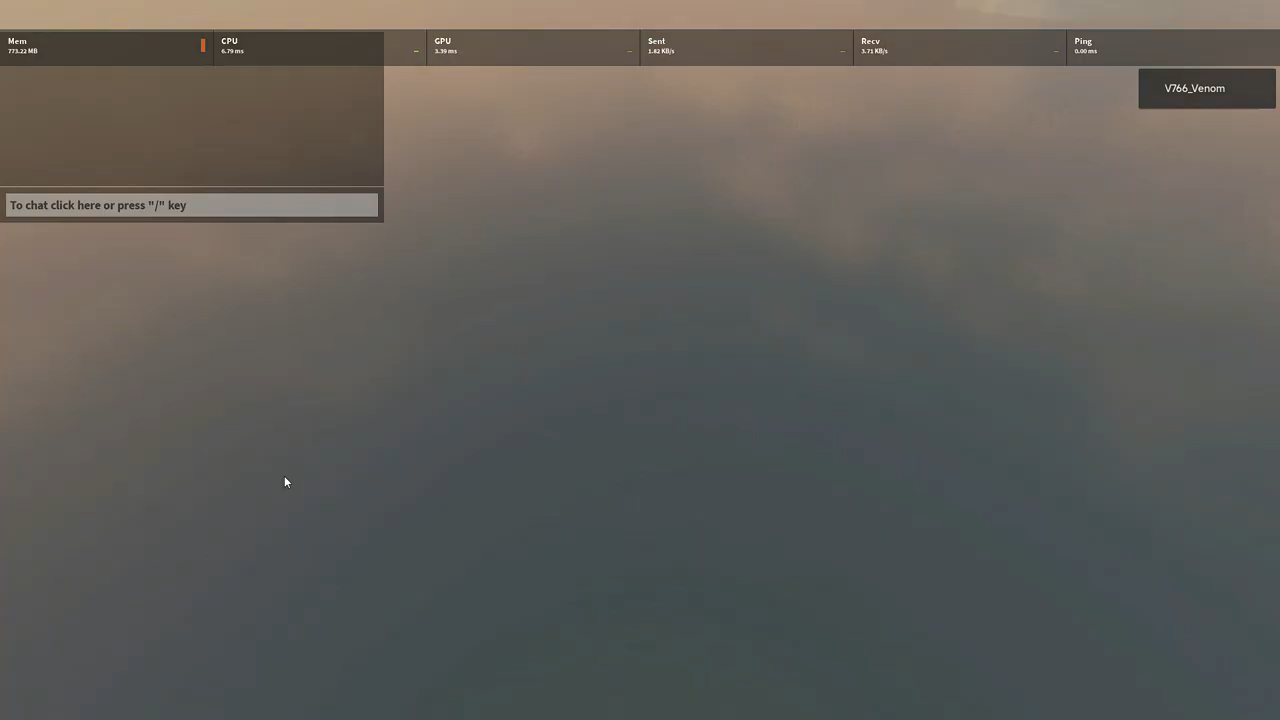 Mem
773.22 MB
CPU
6.79 ms
GPU
3.39 ms
Sent
1.82 KB/s
Recv
3.71 KB/s
Ping
0.00 ms
V766_Venom
To chat click here or press "/" key